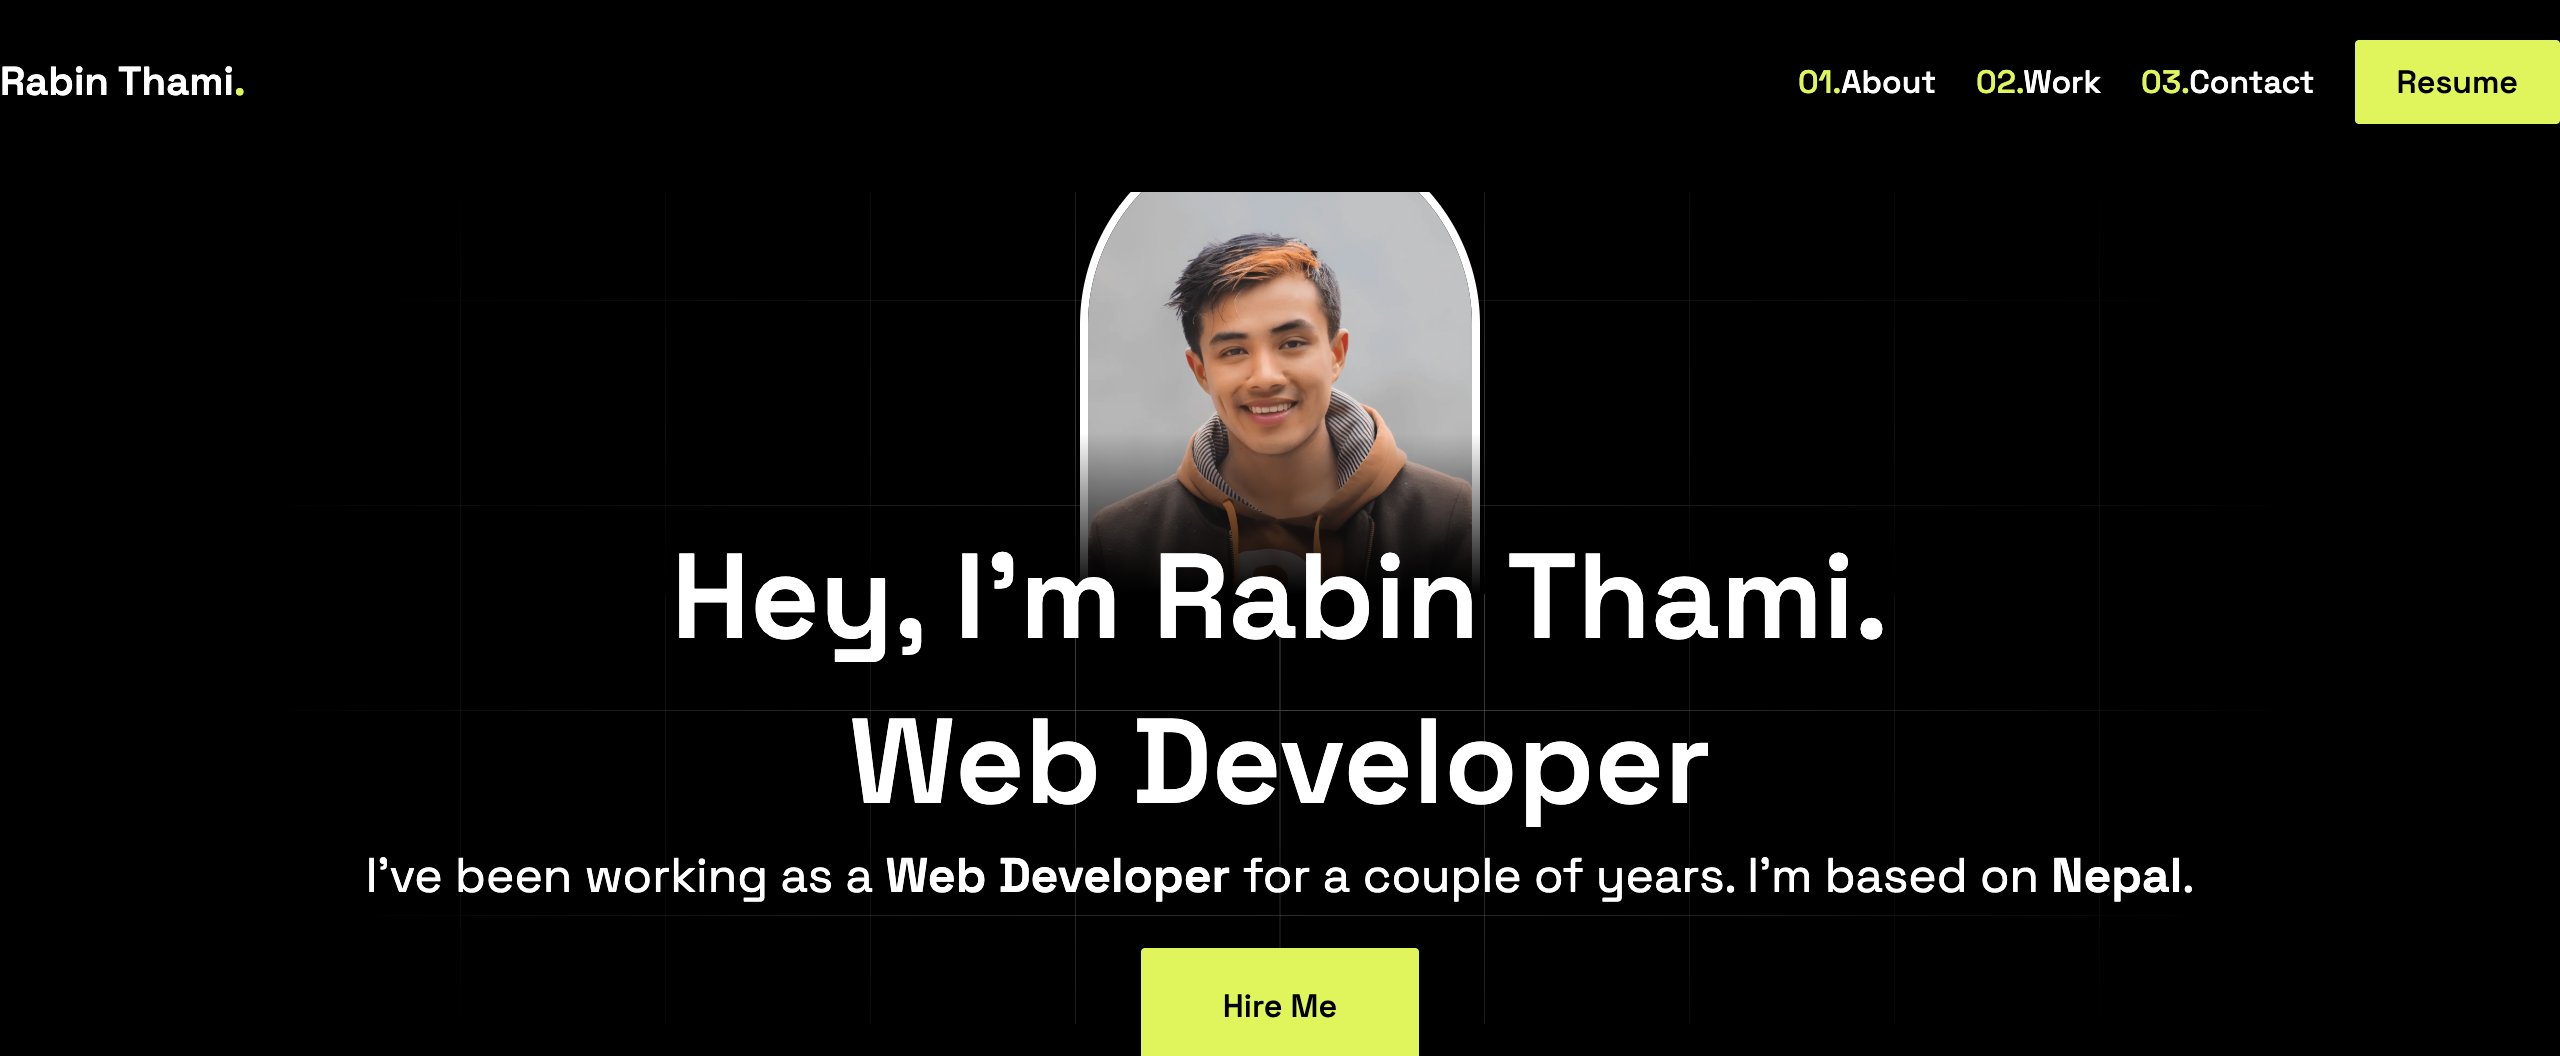 Rabin Thami.
01.About 02.Work 03.Contact Resume
Hey, I'm Rabin Thami.
Web Developer
I've been working as a Web Developer for a couple of years. I'm based on Nepal.
Hire Me